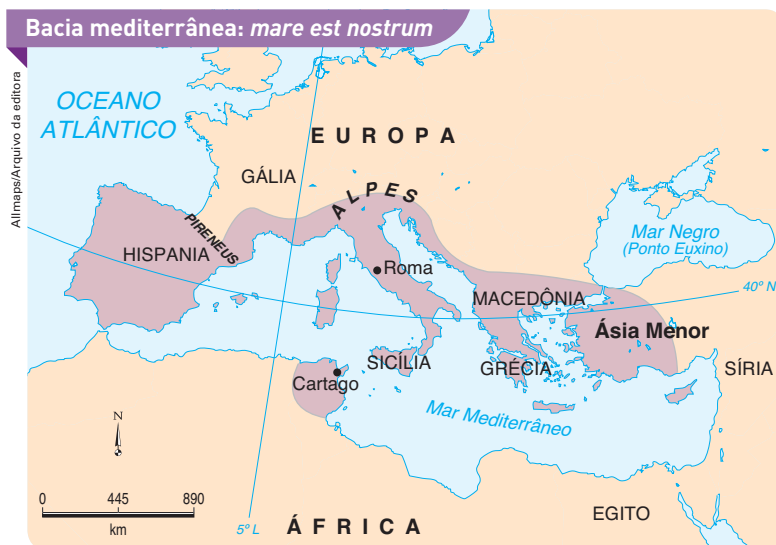 Bacia mediterrânea: mare est nostrum
Allmaps/Arquivo da editora
OCEANO
ATLÂNTICO
EUROPA
GÁLIA
ALPES
PIRENEUS
HISPANIA
Mar Negro
(Ponto Euxino)
Roma
40º N
MACEDÔNIA
Ásia Menor
SICÍLIA
GRÉCIA
SÍRIA
Cartago
Mar Mediterrâneo
N
0 445 890
km
5º L
ÁFRICA
EGITO